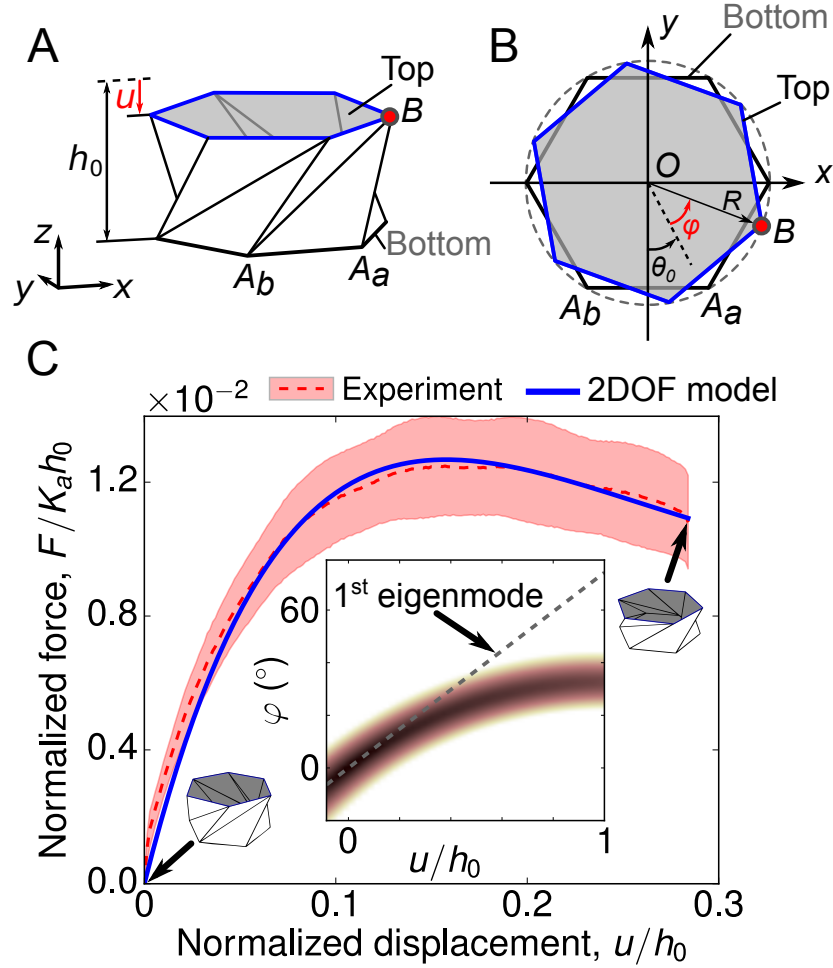 A
u
Top
B
h0
z
y
x
Ab
Aa
Bottom
B
y
Bottom
Top
O
x
R
φ
B
θ0
Ab
Aa
C
Experiment
2DOF model
×10⁻²
1.2
0.8
0.4
0.0
Normalized force, F/Kah0
1st eigenmode
60
0
φ (°)
0
1
u/h0
0
0.1
0.2
0.3
Normalized displacement, u/h0